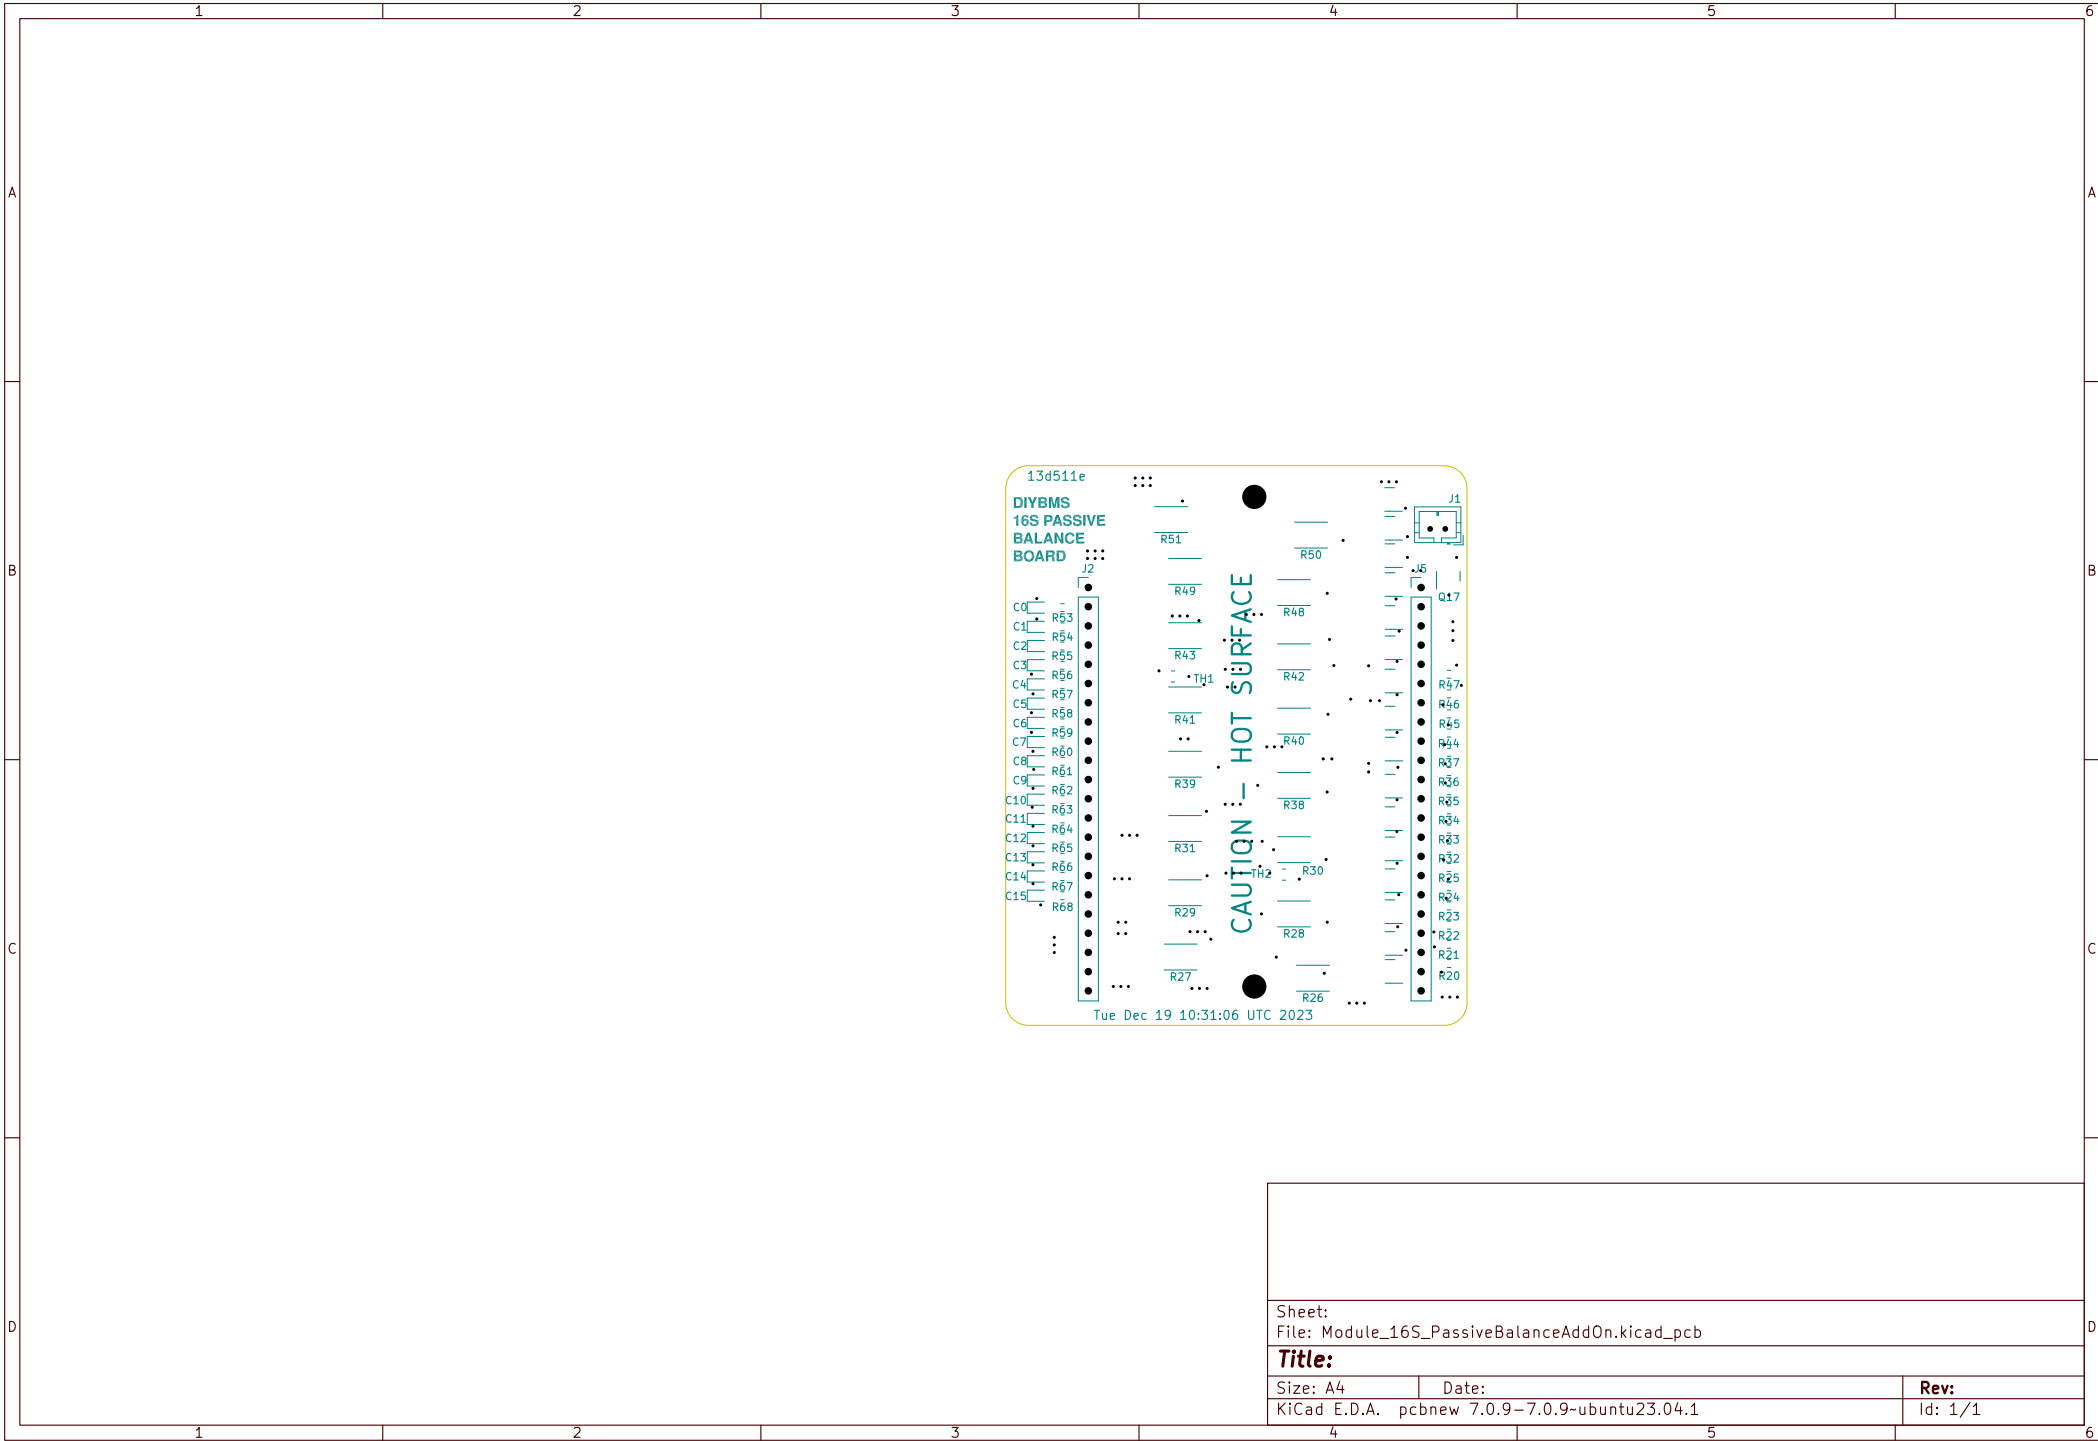 1 2 3 4 5 6
A A
13d511e
DIYBMS
16S PASSIVE
BALANCE
BOARD
J1
R51
R50
B B
J2 J5
R49
Q17
C0
R48
R53
C1
R54
C2
R55
R43
C3
R56
R42
TH1
C4
R47
R57
C5
R46
R58
C6
R41
R45
R59
C7
R40
R44
R60
C8
R37
R61
C9
R39
R36
R62
C10
R38
R35
R63
C11
R34
R64
C12
R33
R65
R31
C13
R32
R66
R30
C14
TH2
R25
R67
C15
R24
R68
R29
R23
R28
R22
C C
R21
R27
R20
R26
CAUTION - HOT SURFACE
Tue Dec 19 10:31:06 UTC 2023
Sheet:
D D
File: Module_16S_PassiveBalanceAddOn.kicad_pcb
Title:
Size: A4 Date: Rev:
KiCad E.D.A. pcbnew 7.0.9-7.0.9~ubuntu23.04.1 Id: 1/1
1 2 3 4 5 6